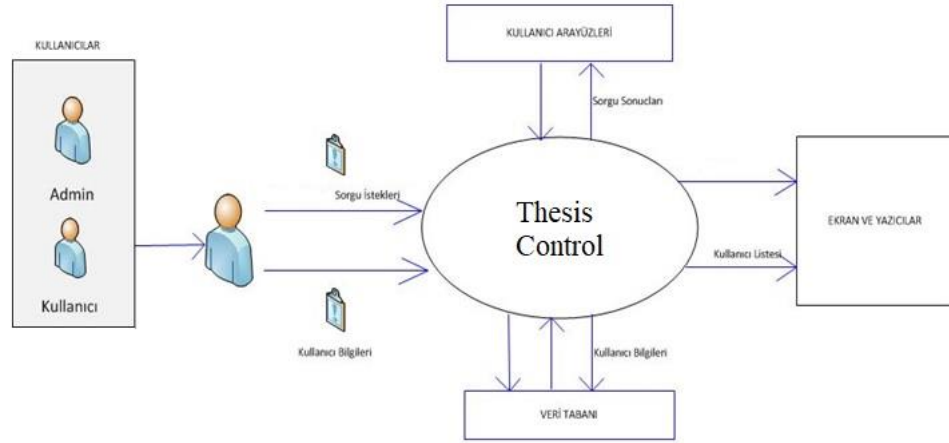 KULLANICI ARAYÜZLERİ
KULLANICILAR
Sorgu Sonuclan
Admin
Sorgu İstekleri
Thesis
Control
EKRAN VE YAZICILAR
Kullanıcı
Kullanıcı Listesi
Kullanıcı Bilgileri
Kullanıcı Bilgileri
VERİ TABANI